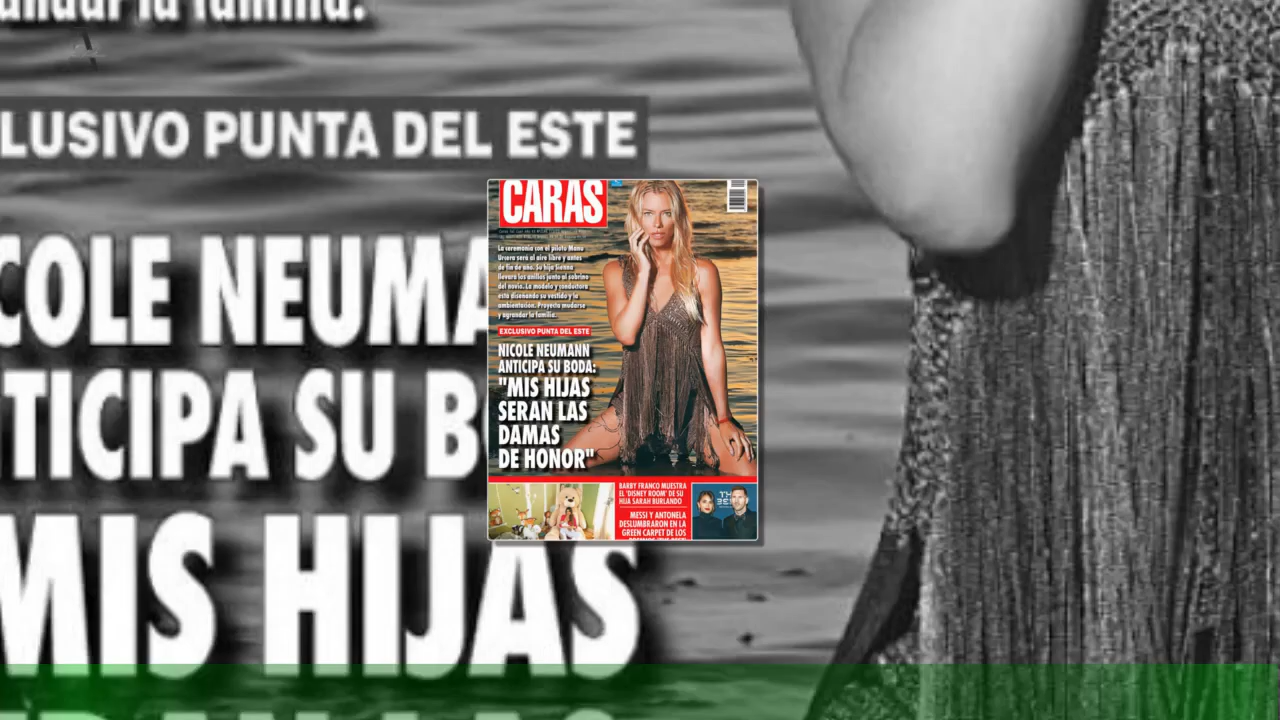 andar la familia.
LUSIVO PUNTA DEL ESTE
COLE NEUMA
TICIPA SU B
MIS HIJAS
CARAS
La ceremonia con el piloto Manu
Urcera será al aire libre y antes
de fin de año. Su hija Sienna
llevará los anillos junto al sobrino
del novio. La modelo y conductora
está diseñando su vestido y la
ambientación. Proyecta mudarse
y agrandar la familia.
EXCLUSIVO PUNTA DEL ESTE
NICOLE NEUMANN
ANTICIPA SU BODA:
"MIS HIJAS
SERAN LAS
DAMAS
DE HONOR"
BARBY FRANCO MUESTRA
EL 'DISNEY ROOM' DE SU
HIJA SARAH BURLANDO
MESSI Y ANTONELA
DESLUMBRARON EN LA
GREEN CARPET DE LOS